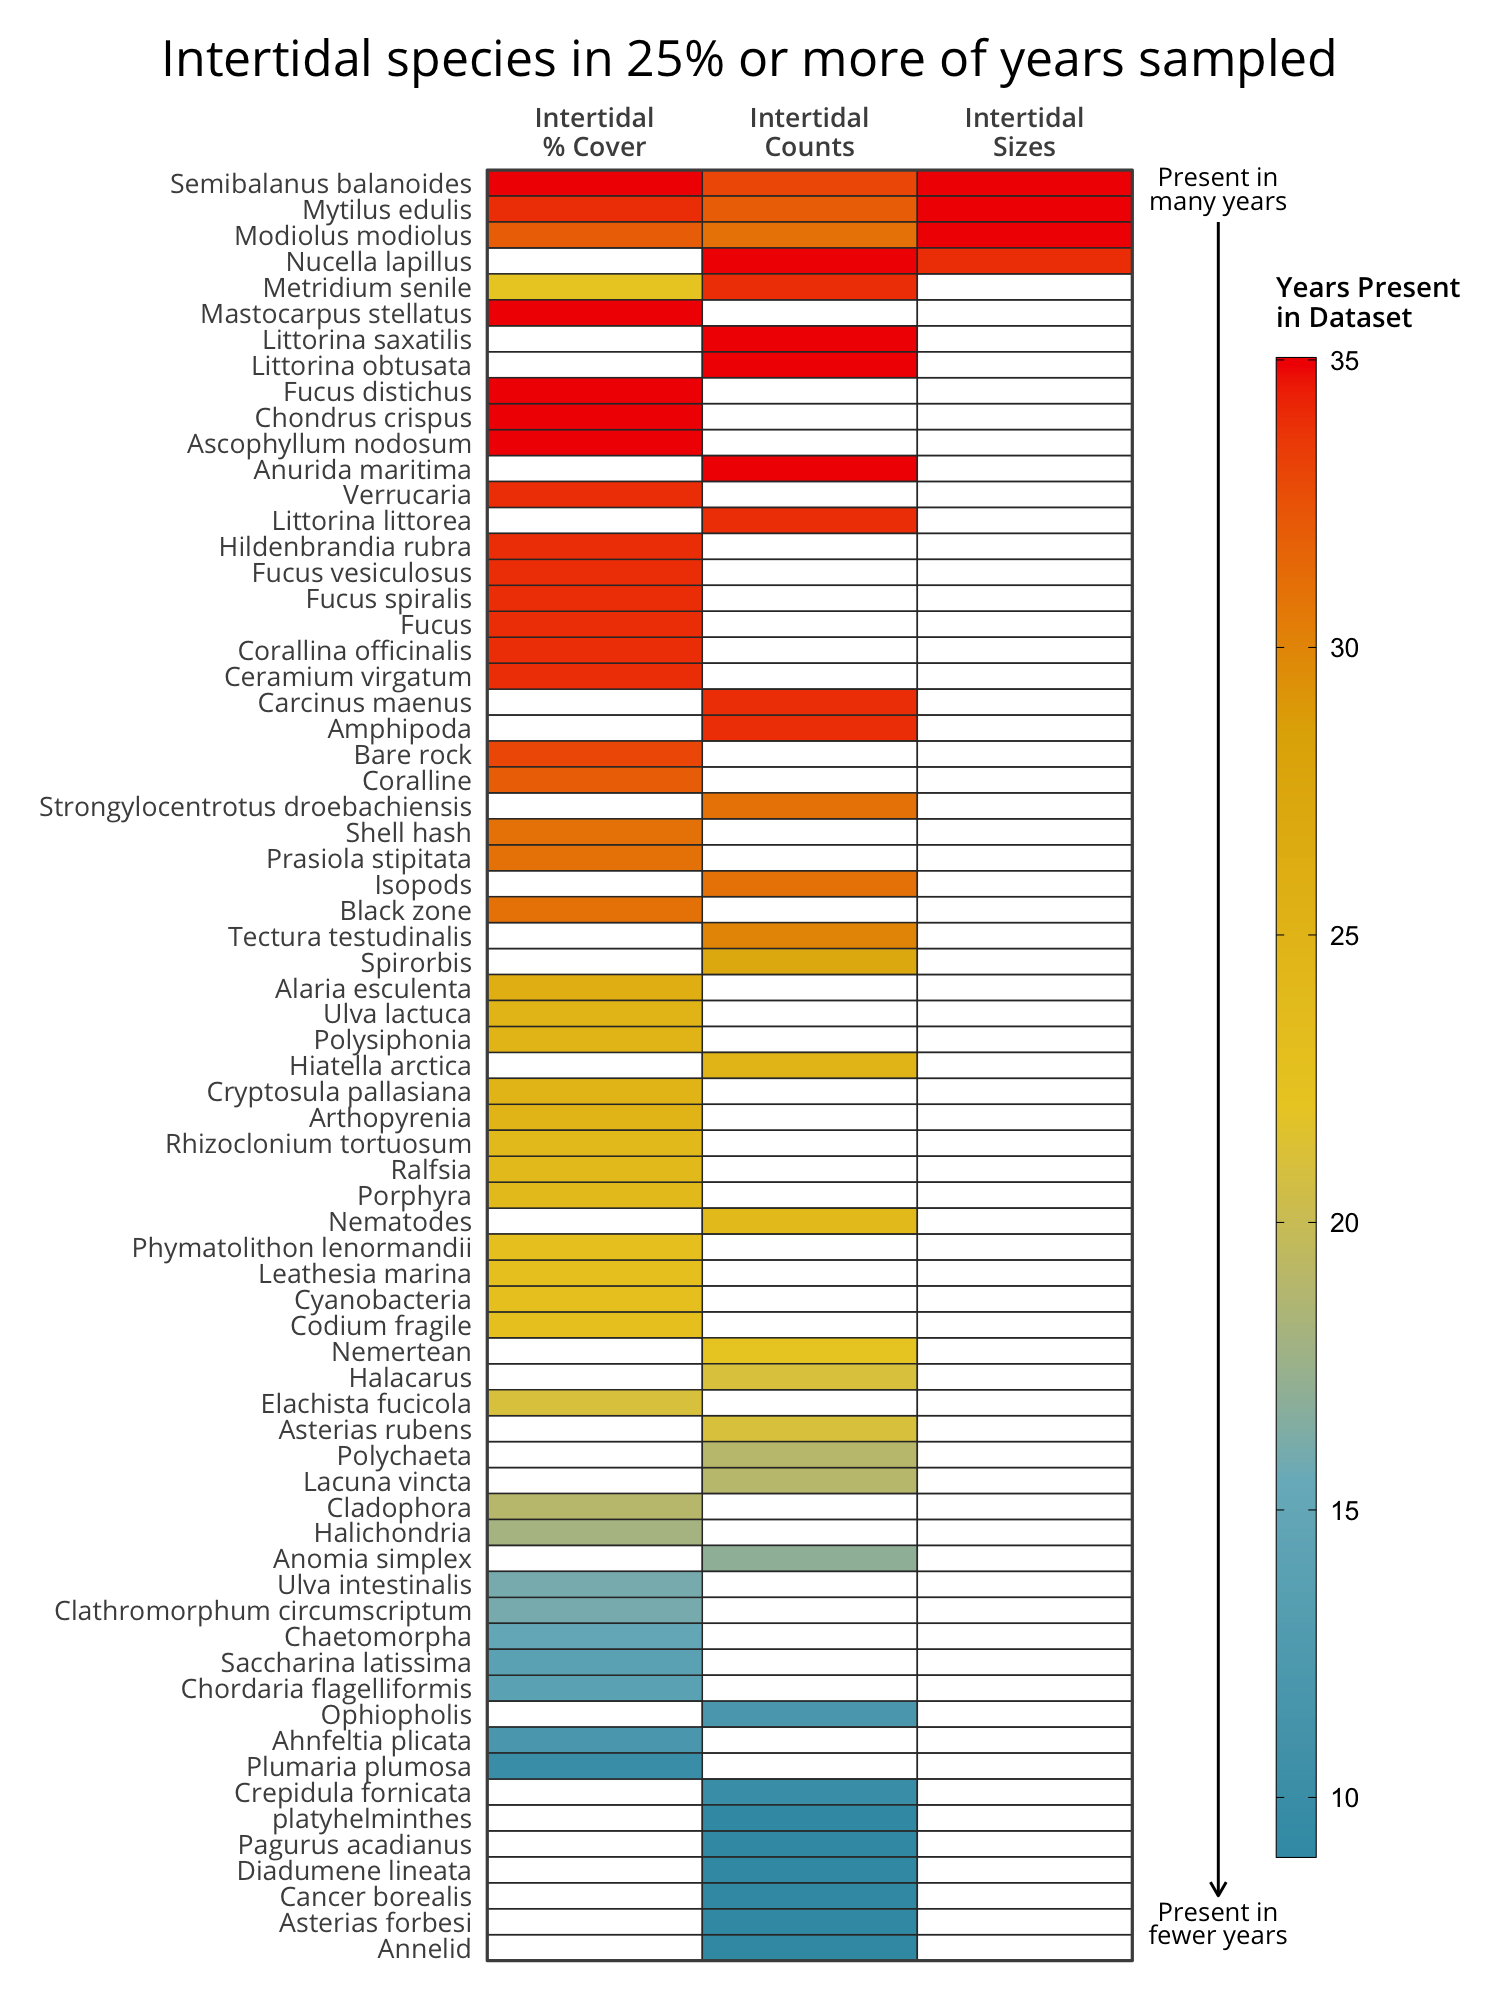 Intertidal species in 25% or more of years sampled
Intertidal
% Cover
Intertidal
Counts
Intertidal
Sizes
Semibalanus balanoides
Mytilus edulis
Modiolus modiolus
Nucella lapillus
Metridium senile
Mastocarpus stellatus
Littorina saxatilis
Littorina obtusata
Fucus distichus
Chondrus crispus
Ascophyllum nodosum
Anurida maritima
Verrucaria
Littorina littorea
Hildenbrandia rubra
Fucus vesiculosus
Fucus spiralis
Fucus
Corallina officinalis
Ceramium virgatum
Carcinus maenus
Amphipoda
Bare rock
Coralline
Strongylocentrotus droebachiensis
Shell hash
Prasiola stipitata
Isopods
Black zone
Tectura testudinalis
Spirorbis
Alaria esculenta
Ulva lactuca
Polysiphonia
Hiatella arctica
Cryptosula pallasiana
Arthopyrenia
Rhizoclonium tortuosum
Ralfsia
Porphyra
Nematodes
Phymatolithon lenormandii
Leathesia marina
Cyanobacteria
Codium fragile
Nemertean
Halacarus
Elachista fucicola
Asterias rubens
Polychaeta
Lacuna vincta
Cladophora
Halichondria
Anomia simplex
Ulva intestinalis
Clathromorphum circumscriptum
Chaetomorpha
Saccharina latissima
Chordaria flagelliformis
Ophiopholis
Ahnfeltia plicata
Plumaria plumosa
Crepidula fornicata
platyhelminthes
Pagurus acadianus
Diadumene lineata
Cancer borealis
Asterias forbesi
Annelid
Present in
many years
Present in
fewer years
Years Present
in Dataset
35
30
25
20
15
10